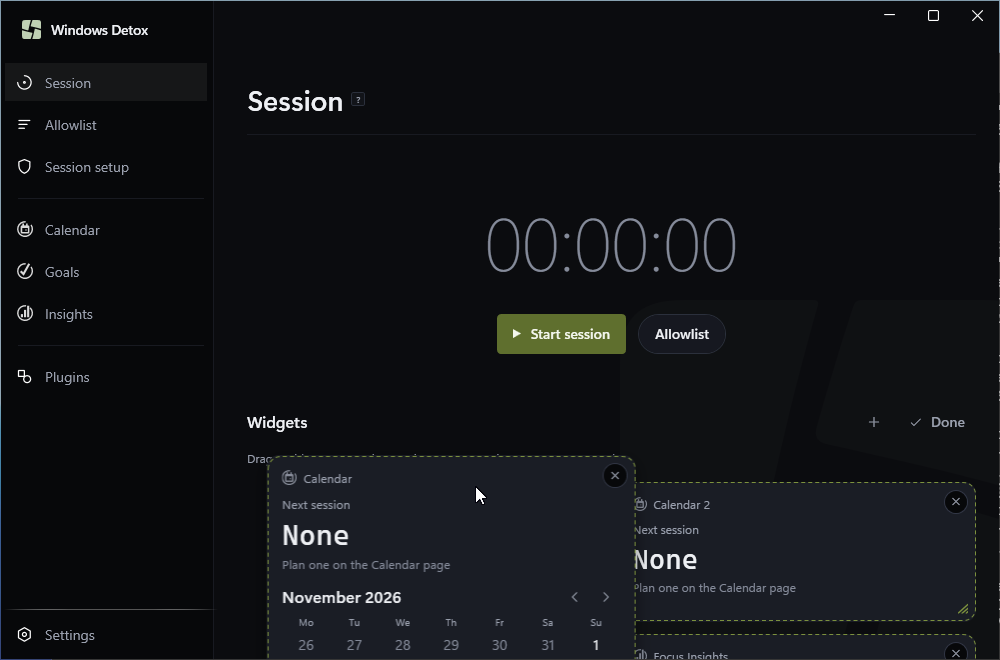 Windows Detox
Session
Allowlist
Session setup
Calendar
Goals
Insights
Plugins
Settings
Session ?
00:00:00
Start session
Allowlist
Widgets
Done
Calendar
Next session
None
Plan one on the Calendar page
November 2026
Mo Tu We Th Fr Sa Su
26 27 28 29 30 31 1
Calendar 2
Next session
None
Plan one on the Calendar page
Focus Insights